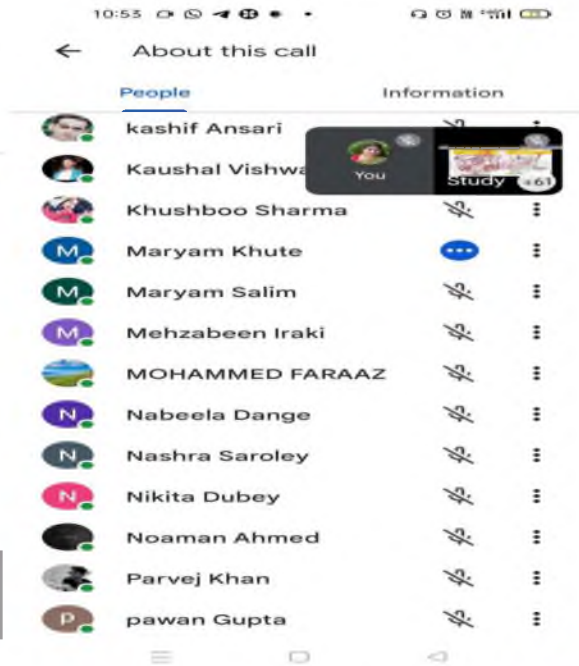 10:53
About this call
People Information
kashif Ansari
Kaushal Vishwa
You Study +61
Khushboo Sharma
M Maryam Khute
M Maryam Salim
M Mehzabeen Iraki
MOHAMMED FARAAZ
N Nabeela Dange
N Nashra Saroley
N Nikita Dubey
Noaman Ahmed
Parvej Khan
P pawan Gupta